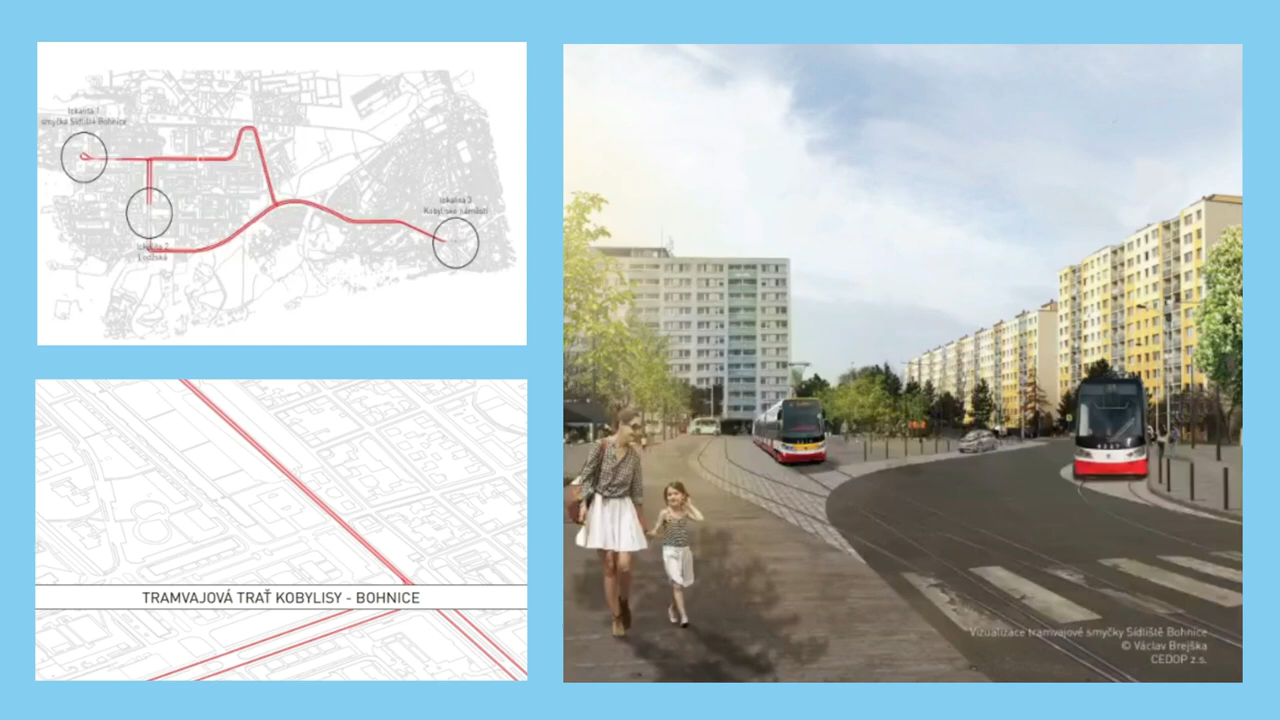 lokalita 1
smyčka Sídliště Bohnice
lokalita 2
Lodžská
lokalita 3
Kobyliské náměstí
TRAMVAJOVÁ TRAŤ KOBYLISY - BOHNICE
Vizualizace tramvajové smyčky Sídliště Bohnice
© Václav Brejška
CEDOP z.s.